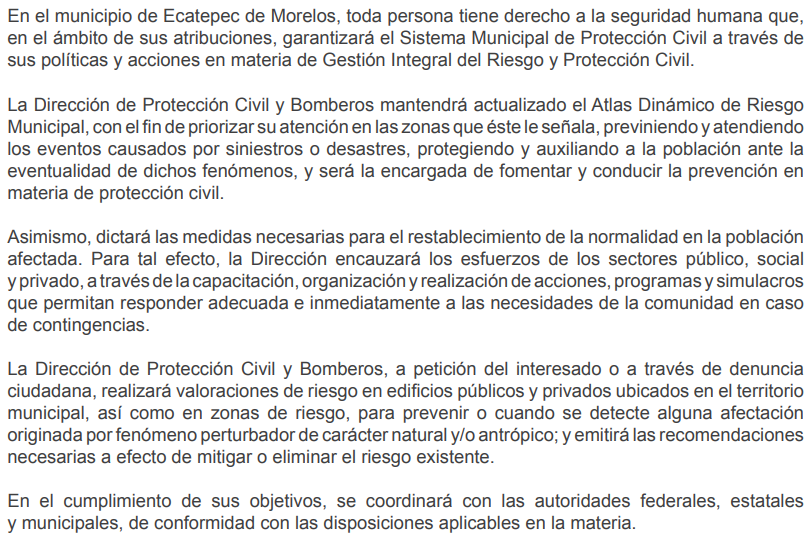 En el municipio de Ecatepec de Morelos, toda persona tiene derecho a la seguridad humana que,
en el ámbito de sus atribuciones, garantizará el Sistema Municipal de Protección Civil a través de
sus políticas y acciones en materia de Gestión Integral del Riesgo y Protección Civil.
La Dirección de Protección Civil y Bomberos mantendrá actualizado el Atlas Dinámico de Riesgo
Municipal, con el fin de priorizar su atención en las zonas que éste le señala, previniendo y atendiendo
los eventos causados por siniestros o desastres, protegiendo y auxiliando a la población ante la
eventualidad de dichos fenómenos, y será la encargada de fomentar y conducir la prevención en
materia de protección civil.
Asimismo, dictará las medidas necesarias para el restablecimiento de la normalidad en la población
afectada. Para tal efecto, la Dirección encauzará los esfuerzos de los sectores público, social
y privado, a través de la capacitación, organización y realización de acciones, programas y simulacros
que permitan responder adecuada e inmediatamente a las necesidades de la comunidad en caso
de contingencias.
La Dirección de Protección Civil y Bomberos, a petición del interesado o a través de denuncia
ciudadana, realizará valoraciones de riesgo en edificios públicos y privados ubicados en el territorio
municipal, así como en zonas de riesgo, para prevenir o cuando se detecte alguna afectación
originada por fenómeno perturbador de carácter natural y/o antrópico; y emitirá las recomendaciones
necesarias a efecto de mitigar o eliminar el riesgo existente.
En el cumplimiento de sus objetivos, se coordinará con las autoridades federales, estatales
y municipales, de conformidad con las disposiciones aplicables en la materia.